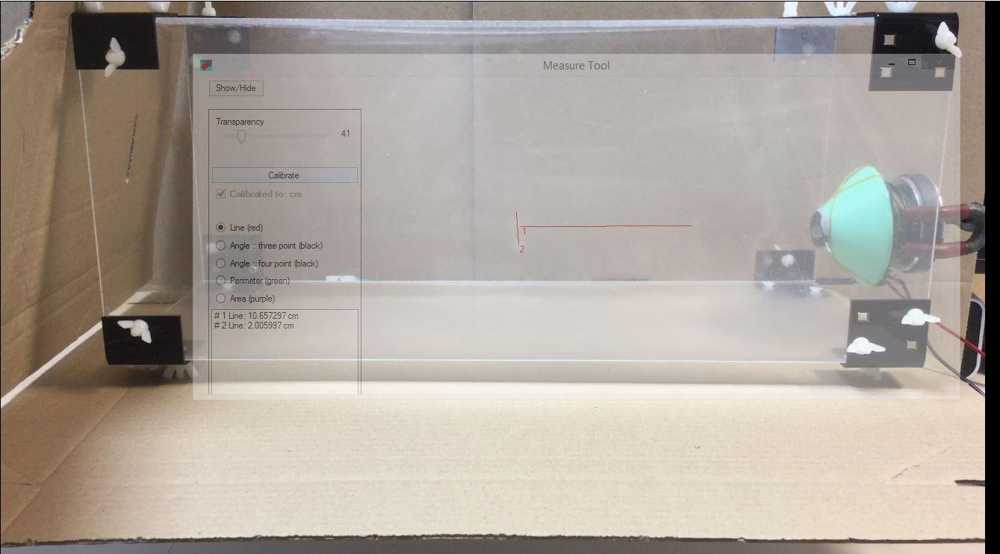 Measure Tool
Show/Hide
Transparency
41
Calibrate
Calibrated to: cm
Line (red)
Angle :: three point (black)
Angle :: four point (black)
Perimeter (green)
Area (purple)
# 1 Line: 10.657297 cm
# 2 Line: 2.005997 cm
1
2